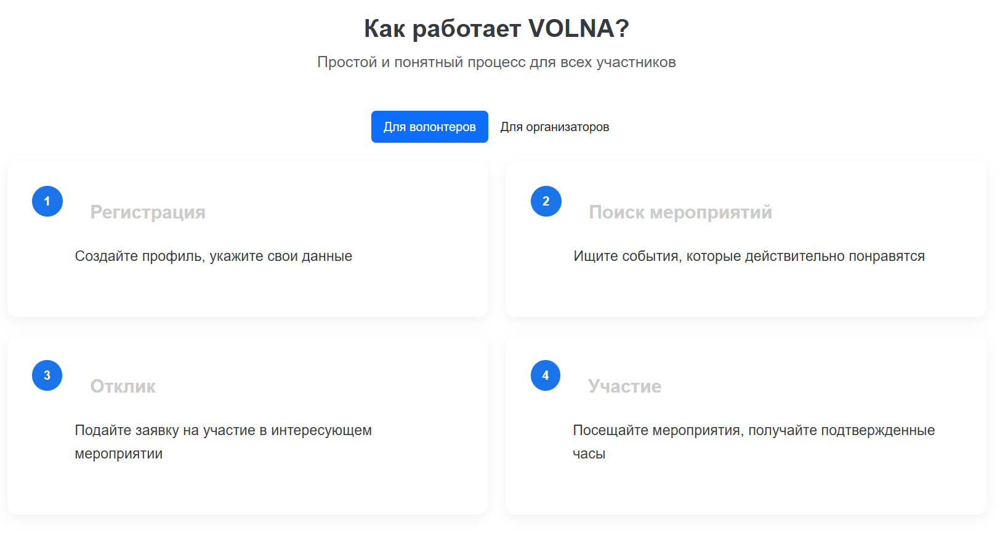 Как работает VOLNA?
Простой и понятный процесс для всех участников
Для волонтеров
Для организаторов
1
Регистрация
Создайте профиль, укажите свои данные
2
Поиск мероприятий
Ищите события, которые действительно понравятся
3
Отклик
Подайте заявку на участие в интересующем
мероприятии
4
Участие
Посещайте мероприятия, получайте подтвержденные
часы